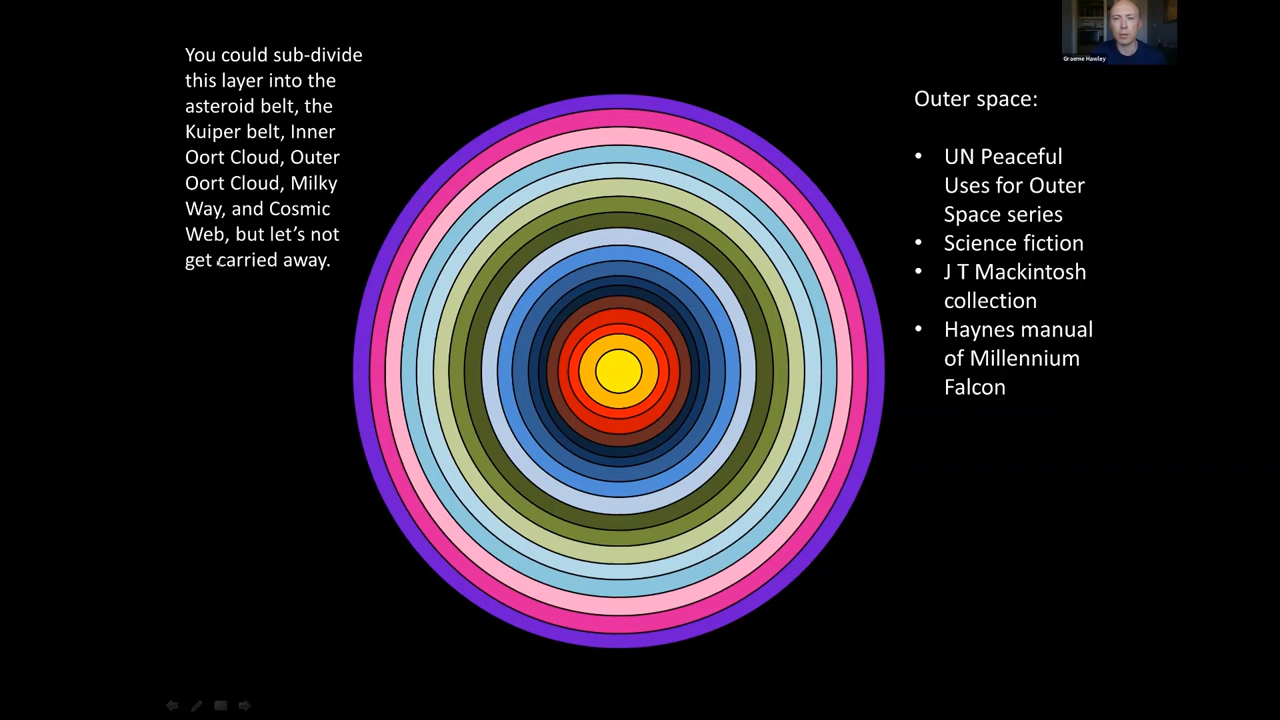 You could sub-divide
this layer into the
asteroid belt, the
Kuiper belt, Inner
Oort Cloud, Outer
Oort Cloud, Milky
Way, and Cosmic
Web, but let’s not
get carried away.
Graeme Hawley
Outer space:
• UN Peaceful
Uses for Outer
Space series
• Science fiction
• J T Mackintosh
collection
• Haynes manual
of Millennium
Falcon